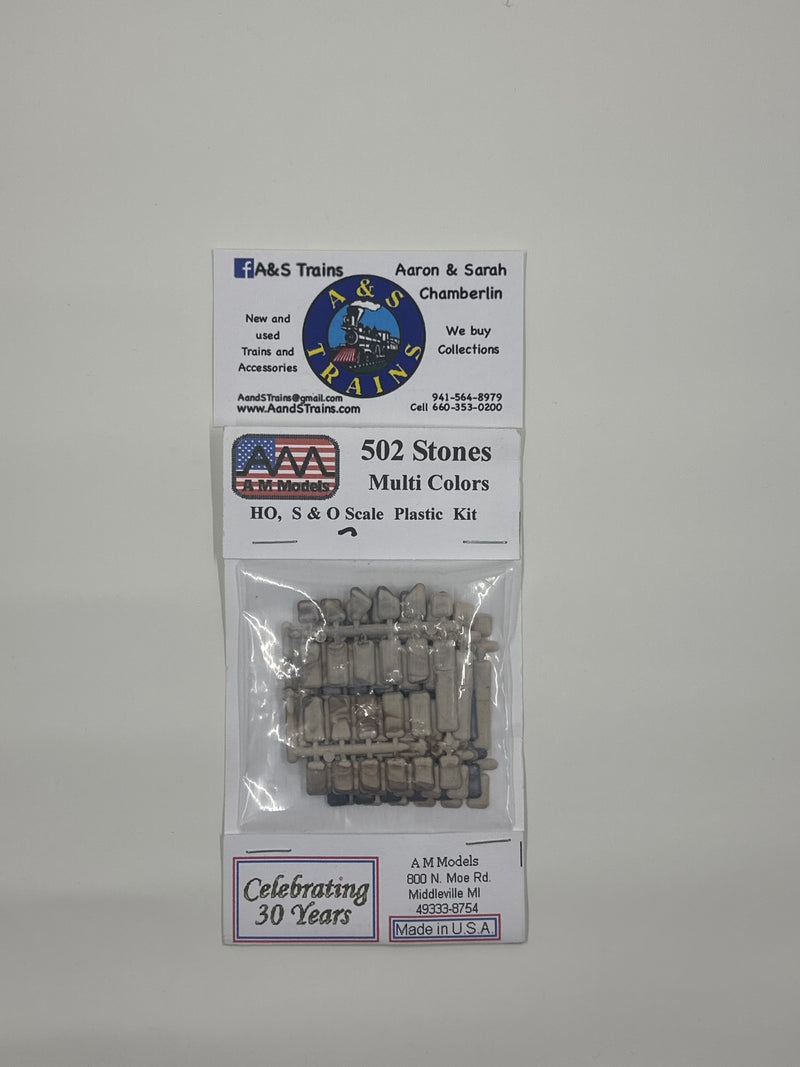 A&S Trains
Aaron & Sarah
Chamberlin
A & S
TRAINS
New and
used
Trains and
Accessories
We buy
Collections
AandSTrains@gmail.com
www.AandSTrains.com
941-564-8979
Cell 660-353-0200
AM
A M Models
502 Stones
Multi Colors
HO, S & O Scale Plastic Kit
Celebrating
30 Years
A M Models
800 N. Moe Rd.
Middleville MI
49333-8754
Made in U.S.A.